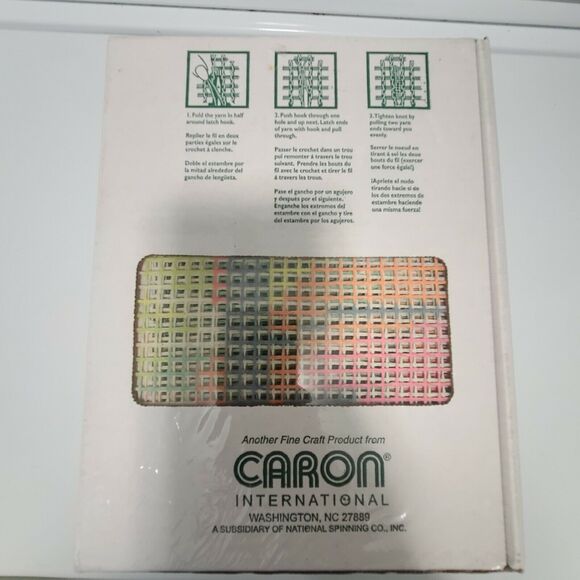 1. Fold the yarn in half
around latch hook.
Replier le fil en deux
parties égales sur le
crochet à clenche.
Doble el estambre por
la mitad alrededor del
gancho de lengüeta.
2. Push hook through one
hole and up next. Latch ends
of yarn with hook and pull
through.
Passer le crochet dans un trou
pul remonter à travers le trou
suivant. Prendre les bouts du
fil avec le crochet et tirer le fil
à travers les trous.
Pase el gancho por un agujero
y después por el siguiente.
Enganche los extremos del
estambre con el gancho y tire
del estambre por los agujeros.
3. Tighten knot by
pulling two yarn
ends toward you
evenly.
Serrer le noeud en
tirant à soi les deux
bouts du fil (exercer
une force égale!)
¡Apriete el nudo
tirando hacia sí de
los dos extremos de
estambre haciendo
una misma fuerza!
Another Fine Craft Product from
CARON®
INTERNATIONAL
WASHINGTON, NC 27889
A SUBSIDIARY OF NATIONAL SPINNING CO., INC.